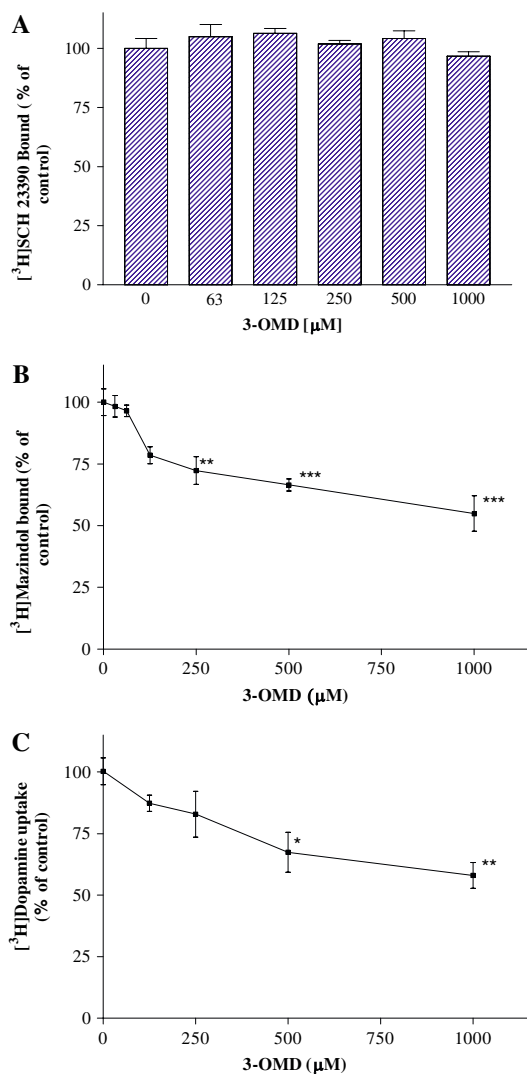 A
[³H]SCH 23390 Bound ( % of
control)
100
75
50
25
0
0 63 125 250 500 1000
3-OMD [µM]
B
[³H]Mazindol bound (% of
control)
100
75
50
25
0
**
***
***
0 250 500 750 1000
3-OMD (µM)
C
[³H]Dopamine uptake
(% of control)
100
75
50
25
0
*
**
0 250 500 750 1000
3-OMD (µM)